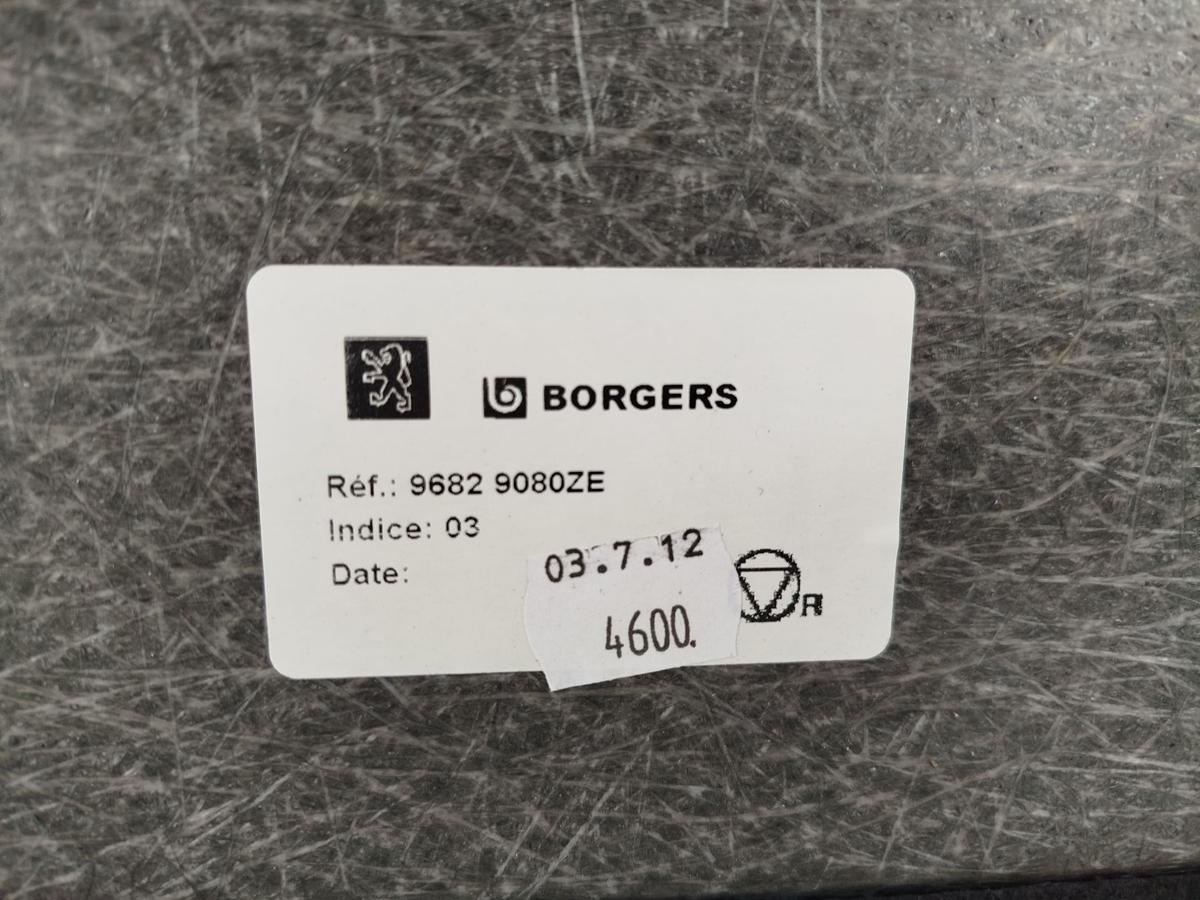 BORGERS
Réf.: 9682 9080ZE
Indice: 03
Date: 03.7.12
4600.
R